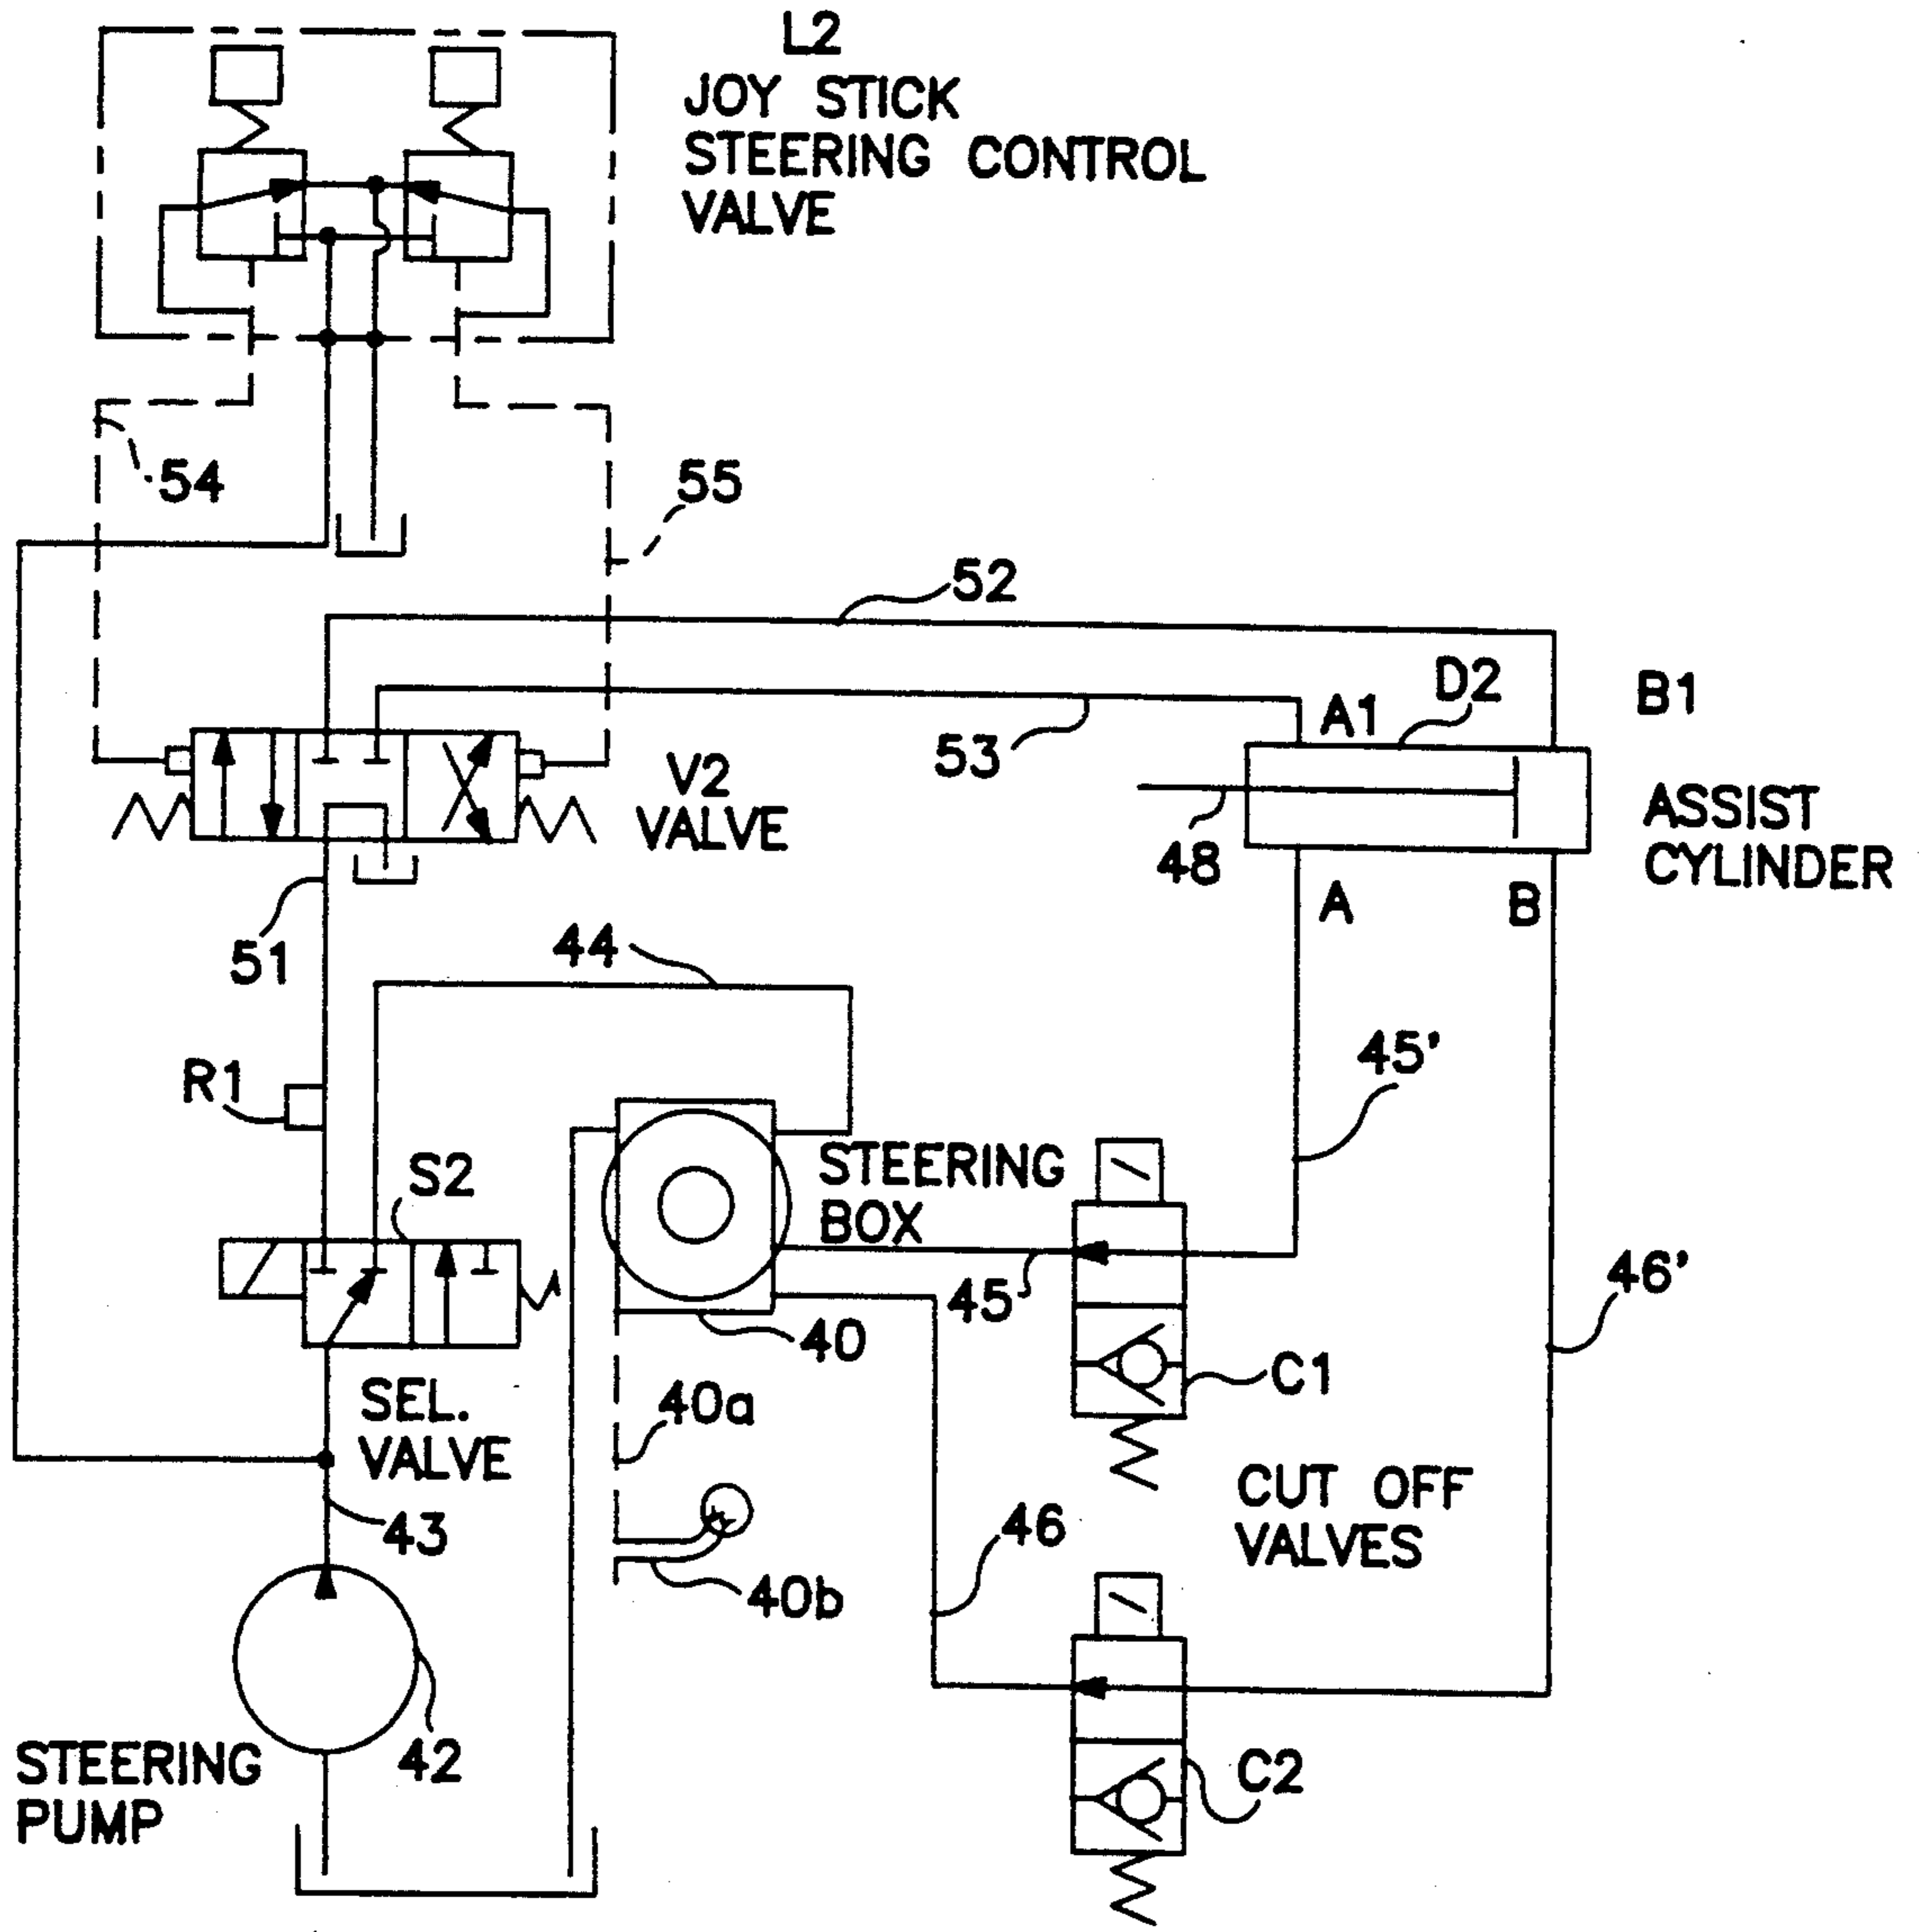 L2
JOY STICK
STEERING CONTROL
VALVE
54
55
52
53
A1
D2
B1
V2
VALVE
48
ASSIST
CYLINDER
A
B
51
44
45'
R1
S2
STEERING
BOX
45
46'
40
C1
SEL.
VALVE
40a
43
46
CUT OFF
VALVES
40b
STEERING
PUMP
42
C2